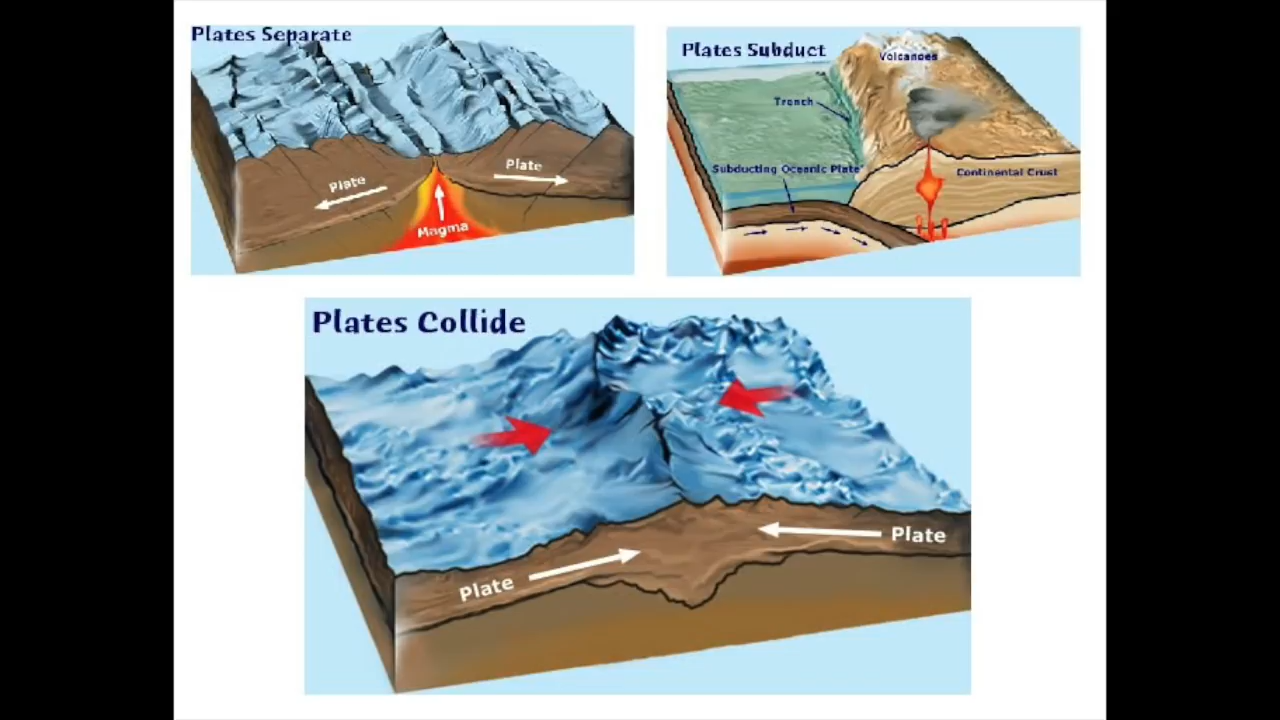 Plates Separate
Plate
Plate
Magma
Plates Subduct
Volcanoes
Trench
Subducting Oceanic Plate
Continental Crust
Plates Collide
Plate
Plate